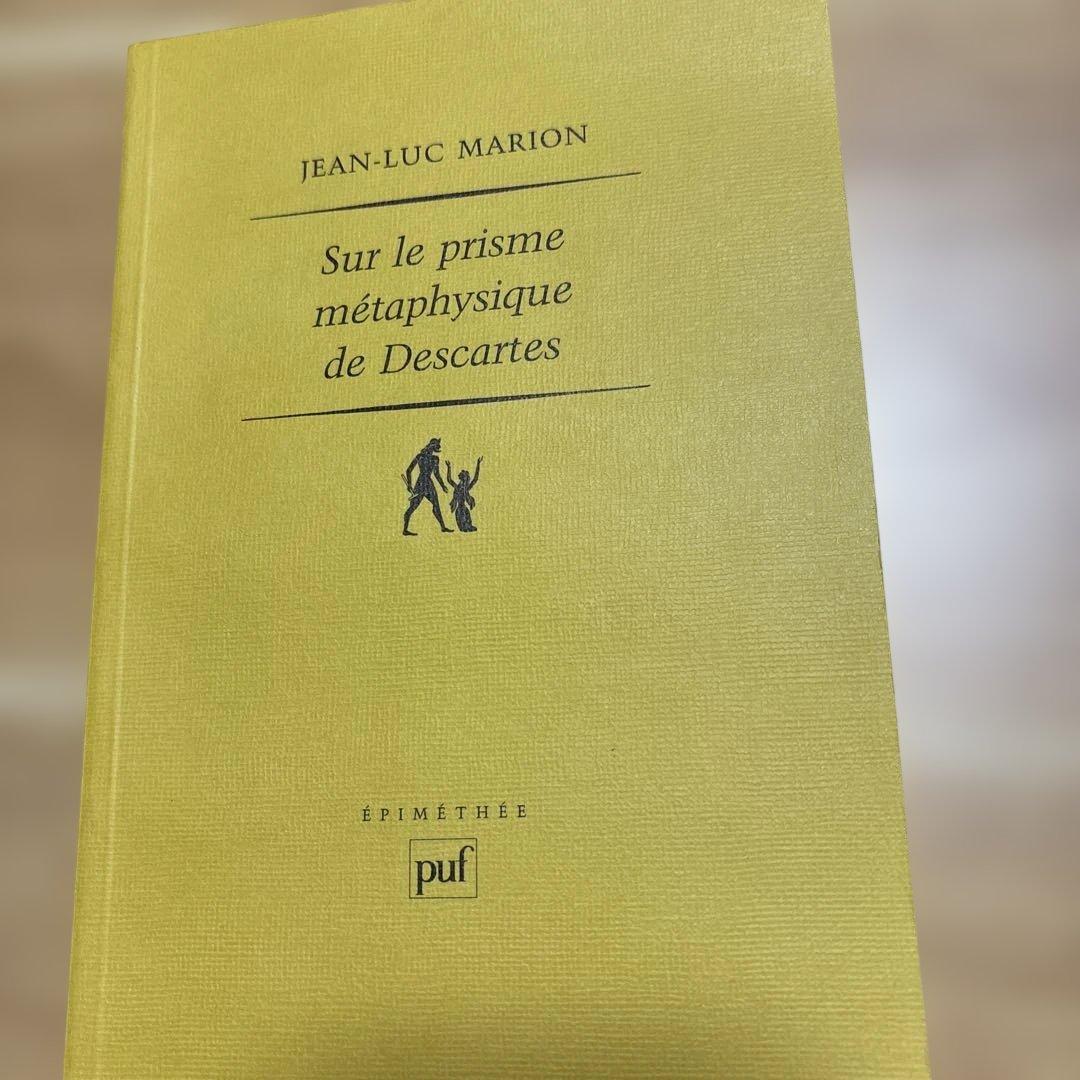 JEAN-LUC MARION
Sur le prisme
métaphysique
de Descartes
ÉPIMÉTHÉE
puf